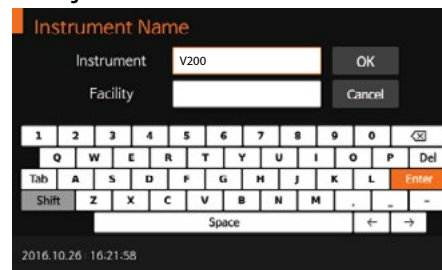 Instrument Name
Instrument V200 OK
Facility Cancel
1 2 3 4 5 6 7 8 9 0
Q W E R T Y U I O P Del
Tab A S D F G H J K L Enter
Shift Z X C V B N M . _ -
Space ← →
2016.10.26 16:21:58